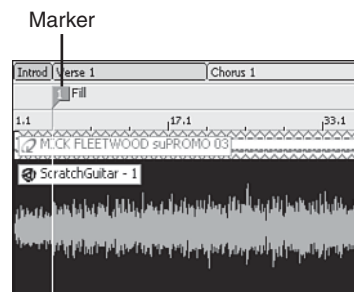 Marker
Introd Verse 1 Chorus 1
1 Fill
1.1 17.1 33.1
M.CK FLEETWOOD suPROMO 03
ScratchGuitar - 1